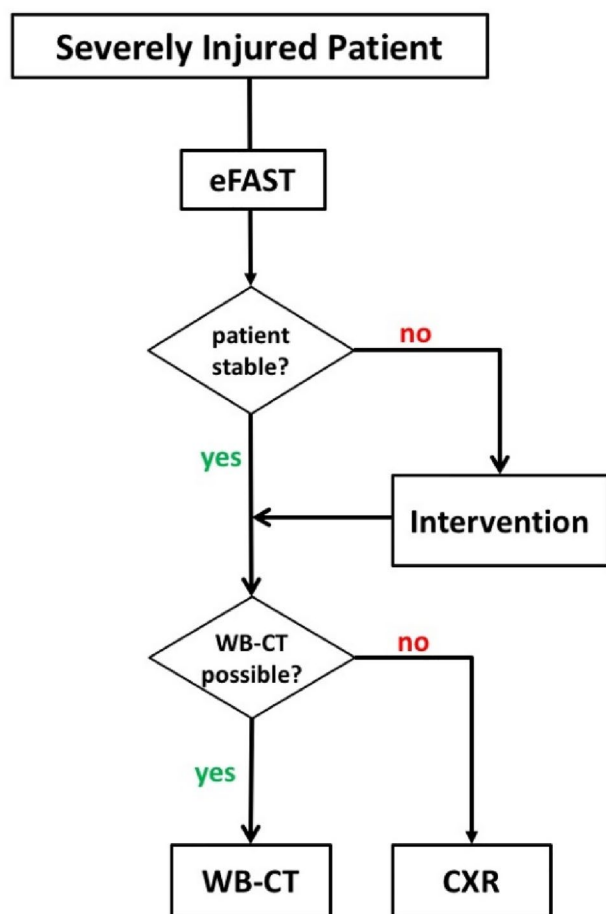 Severely Injured Patient
eFAST
patient
stable?
no
yes
Intervention
WB-CT
possible?
no
yes
WB-CT
CXR